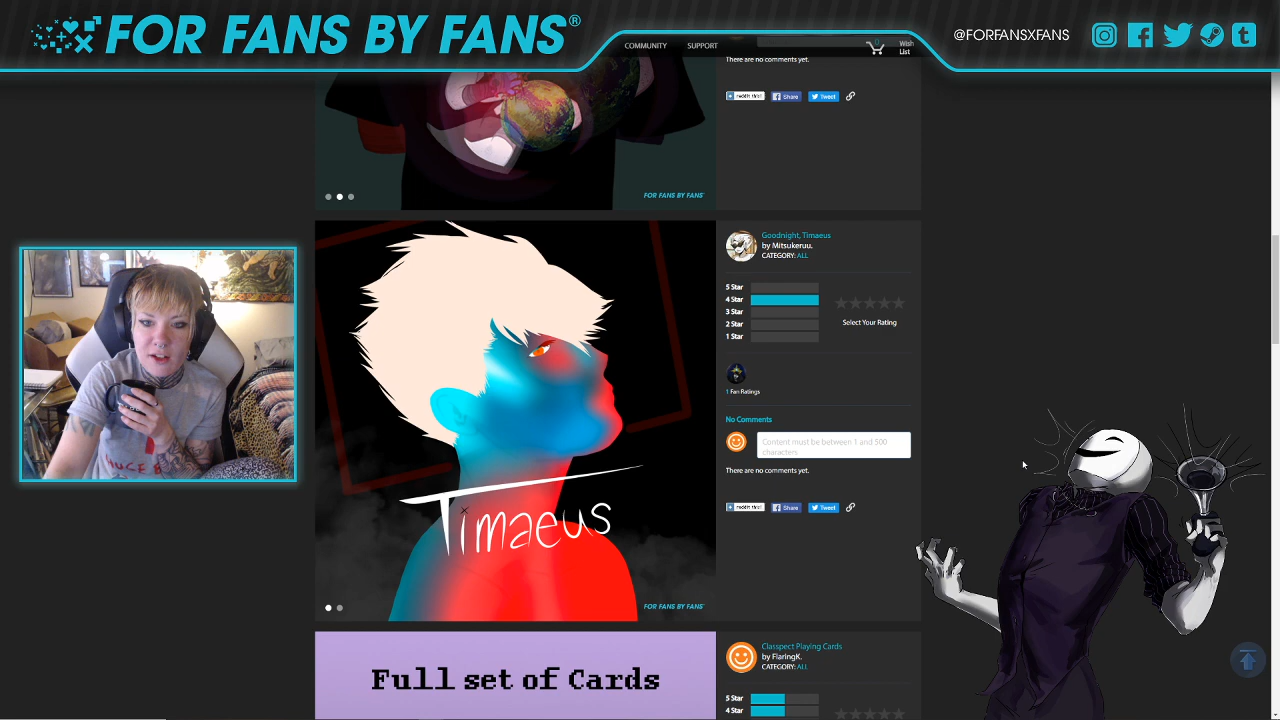 FOR FANS BY FANS®
COMMUNITY
SUPPORT
Wish
List
@FORFANSXFANS
There are no comments yet.
reddit this!
Share
Tweet
FOR FANS BY FANS
Goodnight, Timaeus
by Mitsukeruu.
CATEGORY: ALL
5 Star
4 Star
3 Star
2 Star
1 Star
Select Your Rating
1 Fan Ratings
No Comments
Content must be between 1 and 500
characters
There are no comments yet.
reddit this!
Share
Tweet
Timaeus
FOR FANS BY FANS
Full set of Cards
Classpect Playing Cards
by FlaringK.
CATEGORY: ALL
5 Star
4 Star